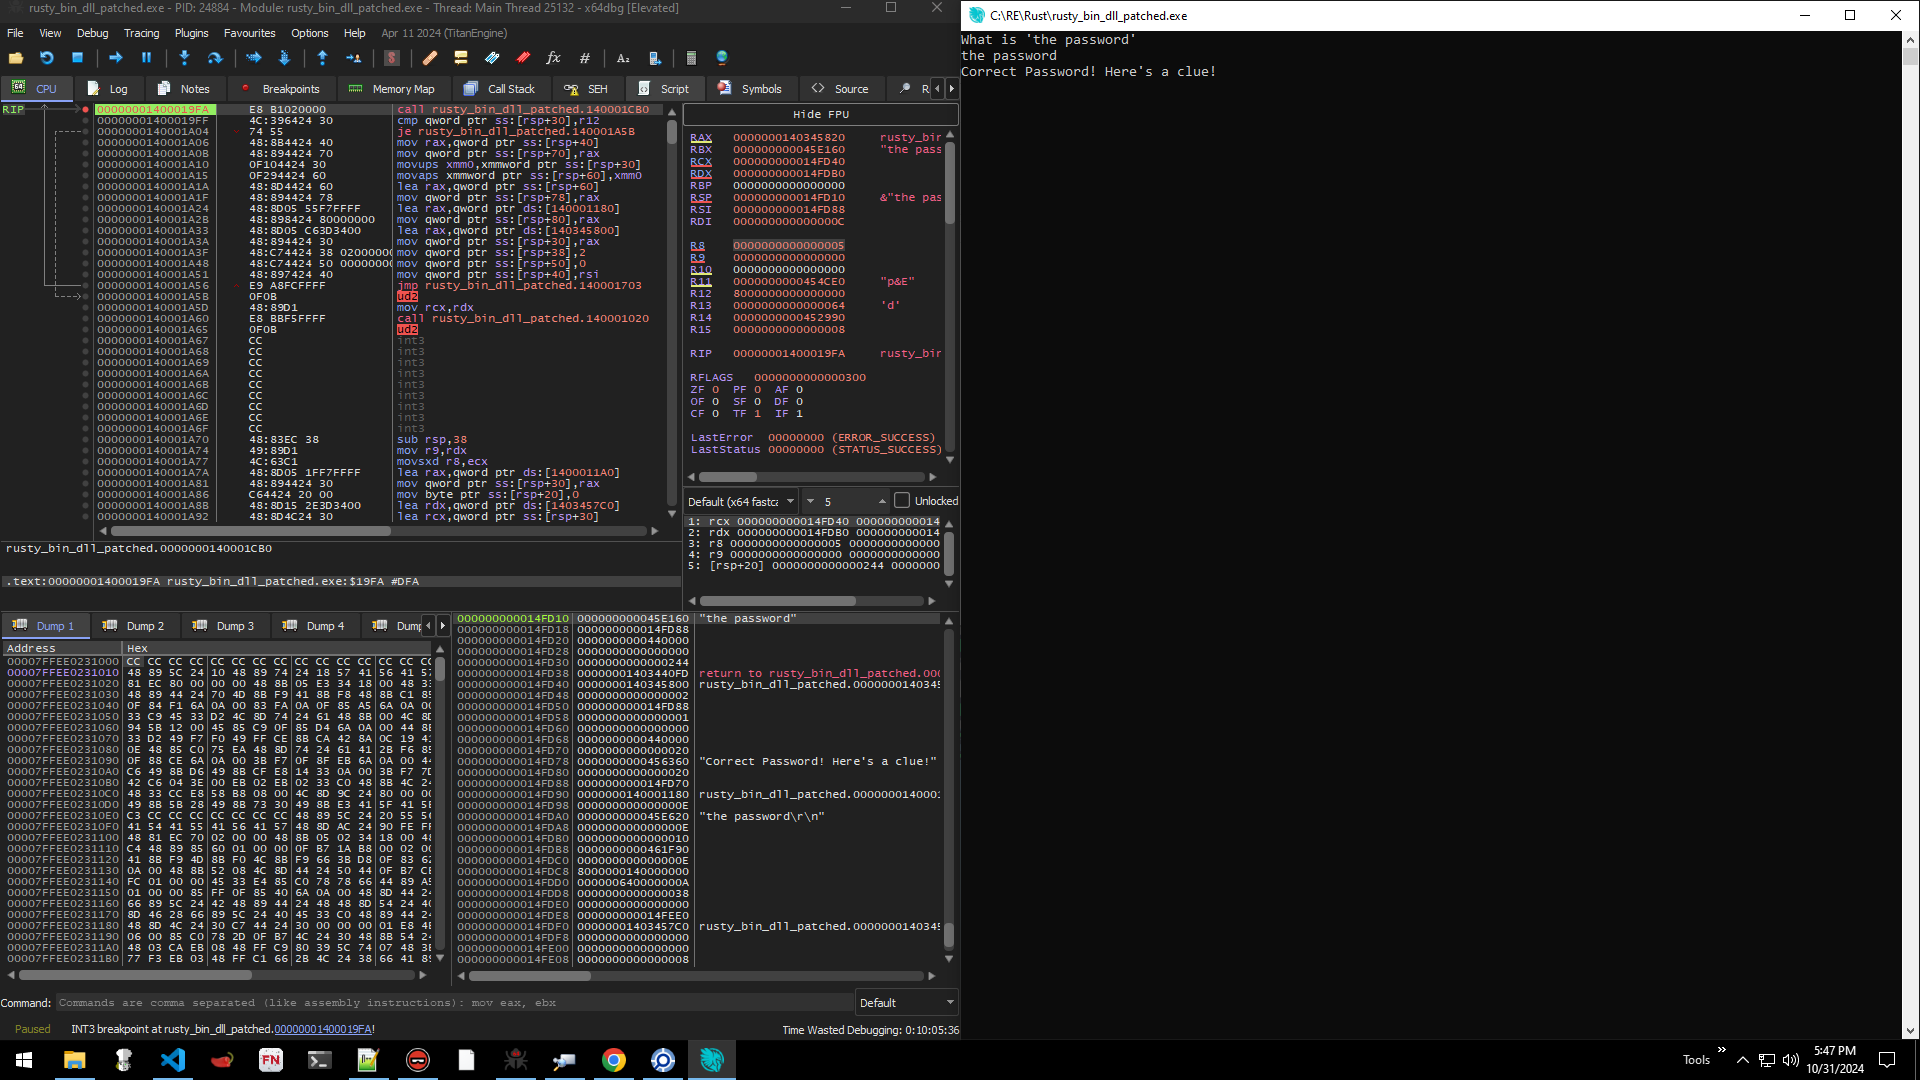 rusty_bin_dll_patched.exe - PID: 24884 - Module: rusty_bin_dll_patched.exe - Thread: Main Thread 25132 - x64dbg [Elevated]
File View Debug Tracing Plugins Favourites Options Help Apr 11 2024 (TitanEngine)
CPU Log Notes Breakpoints Memory Map Call Stack SEH Script Symbols Source R
RIP
00000001400019FA E8 B1020000 call rusty_bin_dll_patched.140001CB0
00000001400019FF 4C:396424 30 cmp qword ptr ss:[rsp+30],r12
0000000140001A04 74 55 je rusty_bin_dll_patched.140001A5B
0000000140001A06 48:8B4424 40 mov rax,qword ptr ss:[rsp+40]
0000000140001A0B 48:894424 70 mov qword ptr ss:[rsp+70],rax
0000000140001A10 0F104424 30 movups xmm0,xmmword ptr ss:[rsp+30]
0000000140001A15 0F294424 60 movaps xmmword ptr ss:[rsp+60],xmm0
0000000140001A1A 48:8D4424 60 lea rax,qword ptr ss:[rsp+60]
0000000140001A1F 48:894424 78 mov qword ptr ss:[rsp+78],rax
0000000140001A24 48:8D05 55F7FFFF lea rax,qword ptr ds:[140001180]
0000000140001A2B 48:898424 80000000 mov qword ptr ss:[rsp+80],rax
0000000140001A33 48:8D05 C63D3400 lea rax,qword ptr ds:[140345800]
0000000140001A3A 48:894424 30 mov qword ptr ss:[rsp+30],rax
0000000140001A3F 48:C74424 38 02000000 mov qword ptr ss:[rsp+38],2
0000000140001A48 48:C74424 50 00000000 mov qword ptr ss:[rsp+50],0
0000000140001A51 48:897424 40 mov qword ptr ss:[rsp+40],rsi
0000000140001A56 E9 A8FCFFFF jmp rusty_bin_dll_patched.140001703
0000000140001A5B 0F0B ud2
0000000140001A5D 48:89D1 mov rcx,rdx
0000000140001A60 E8 BBF5FFFF call rusty_bin_dll_patched.140001020
0000000140001A65 0F0B ud2
0000000140001A67 CC int3
0000000140001A68 CC int3
0000000140001A69 CC int3
0000000140001A6A CC int3
0000000140001A6B CC int3
0000000140001A6C CC int3
0000000140001A6D CC int3
0000000140001A6E CC int3
0000000140001A6F CC int3
0000000140001A70 48:83EC 38 sub rsp,38
0000000140001A74 49:89D1 mov r9,rdx
0000000140001A77 4C:63C1 movsxd r8,ecx
0000000140001A7A 48:8D05 1FF7FFFF lea rax,qword ptr ds:[1400011A0]
0000000140001A81 48:894424 30 mov qword ptr ss:[rsp+30],rax
0000000140001A86 C64424 20 00 mov byte ptr ss:[rsp+20],0
0000000140001A8B 48:8D15 2E3D3400 lea rdx,qword ptr ds:[1403457C0]
0000000140001A92 48:8D4C24 30 lea rcx,qword ptr ss:[rsp+30]
rusty_bin_dll_patched.0000000140001CB0
.text:00000001400019FA rusty_bin_dll_patched.exe:$19FA #DFA
Hide FPU
RAX 0000000140345820 rusty_bin
RBX 000000000045E160 "the pass
RCX 000000000014FD40
RDX 000000000014FDB0
RBP 0000000000000000
RSP 000000000014FD10 &"the pas
RSI 000000000014FD88
RDI 000000000000000C
R8 0000000000000005
R9 0000000000000000
R10 0000000000000000
R11 0000000000454CE0 "p&E"
R12 8000000000000000
R13 0000000000000064 'd'
R14 0000000000452990
R15 0000000000000008
RIP 00000001400019FA rusty_bin
RFLAGS 0000000000000300
ZF 0 PF 0 AF 0
OF 0 SF 0 DF 0
CF 0 TF 1 IF 1
LastError 00000000 (ERROR_SUCCESS)
LastStatus 00000000 (STATUS_SUCCESS)
Default (x64 fastca 5 Unlocked
1: rcx 000000000014FD40 000000000014
2: rdx 000000000014FDB0 000000000014
3: r8 0000000000000005 000000000000
4: r9 0000000000000000 000000000000
5: [rsp+20] 0000000000000244 0000000
Dump 1 Dump 2 Dump 3 Dump 4 Dump
Address Hex
00007FFEE0231000 CC CC CC CC CC CC CC CC CC CC CC CC CC CC CC
00007FFEE0231010 48 89 5C 24 10 48 89 74 24 18 57 41 56 41 57
00007FFEE0231020 81 EC 80 00 00 00 48 8B 05 E3 34 18 00 48 33
00007FFEE0231030 48 89 44 24 70 4D 8B F9 41 8B F8 48 8B C1 85
00007FFEE0231040 0F 84 F1 6A 0A 00 83 FA 0A 0F 85 A5 6A 0A 00
00007FFEE0231050 33 C9 45 33 D2 4C 8D 74 24 61 48 8B 00 4C 8D
00007FFEE0231060 94 5B 12 00 45 85 C9 0F 85 D4 6A 0A 00 44 8B
00007FFEE0231070 33 D2 49 F7 F0 49 FF CE 8B CA 42 8A 0C 19 41
00007FFEE0231080 0E 48 85 C0 75 EA 48 8D 74 24 61 41 2B F6 85
00007FFEE0231090 0F 88 CE 6A 0A 00 3B F7 0F 8F EB 6A 0A 00 44
00007FFEE02310A0 C6 49 8B D6 49 8B CF E8 14 33 0A 00 3B F7 7D
00007FFEE02310B0 42 C6 04 3E 00 EB 02 EB 02 33 C0 48 8B 4C 24
00007FFEE02310C0 48 33 CC E8 58 B8 08 00 4C 8D 9C 24 80 00 00
00007FFEE02310D0 49 8B 5B 28 49 8B 73 30 49 8B E3 41 5F 41 5E
00007FFEE02310E0 C3 CC CC CC CC CC CC CC 48 89 5C 24 20 55 56
00007FFEE02310F0 41 54 41 55 41 56 41 57 48 8D AC 24 90 FE FF
00007FFEE0231100 48 81 EC 70 02 00 00 48 8B 05 02 34 18 00 48
00007FFEE0231110 C4 48 89 85 60 01 00 00 0F B7 1A B8 00 02 00
00007FFEE0231120 41 8B F9 4D 8B F0 4C 8B F9 66 3B D8 0F 83 62
00007FFEE0231130 0A 00 48 8B 52 08 4C 8D 44 24 50 44 0F B7 CB
00007FFEE0231140 FC 01 00 00 45 33 E4 85 C0 78 78 66 44 89 A5
00007FFEE0231150 01 00 00 85 FF 0F 85 40 6A 0A 00 48 8D 44 24
00007FFEE0231160 66 89 5C 24 42 48 89 44 24 48 48 8D 54 24 40
00007FFEE0231170 8D 46 28 66 89 5C 24 40 45 33 C0 48 89 44 24
00007FFEE0231180 48 8D 4C 24 30 C7 44 24 30 00 00 00 01 E8 4B
00007FFEE0231190 06 00 85 C0 78 2D 0F B7 4C 24 30 48 8B 54 24
00007FFEE02311A0 48 03 CA EB 08 48 FF C9 80 39 5C 74 07 48 3B
00007FFEE02311B0 77 F3 EB 03 48 FF C1 66 2B 4C 24 38 66 41 89
000000000014FD10 000000000045E160 "the password"
000000000014FD18 000000000014FD88
000000000014FD20 0000000000440000
000000000014FD28 0000000000000000
000000000014FD30 0000000000000244
000000000014FD38 00000001403440FD return to rusty_bin_dll_patched.000
000000000014FD40 0000000140345800 rusty_bin_dll_patched.0000000140345
000000000014FD48 0000000000000002
000000000014FD50 000000000014FD88
000000000014FD58 0000000000000001
000000000014FD60 0000000000000000
000000000014FD68 0000000000440000
000000000014FD70 0000000000000020
000000000014FD78 0000000000456360 "Correct Password! Here's a clue!"
000000000014FD80 0000000000000020
000000000014FD88 000000000014FD70
000000000014FD90 0000000140001180 rusty_bin_dll_patched.0000000140001
000000000014FD98 000000000000000E
000000000014FDA0 000000000045E620 "the password\r\n"
000000000014FDA8 000000000000000E
000000000014FDB0 0000000000000010
000000000014FDB8 0000000000461F90
000000000014FDC0 000000000000000E
000000000014FDC8 8000000140000000
000000000014FDD0 000000640000000A
000000000014FDD8 0000000000000038
000000000014FDE0 0000000000000000
000000000014FDE8 000000000014FEE0
000000000014FDF0 00000001403457C0 rusty_bin_dll_patched.0000000140345
000000000014FDF8 0000000000000000
000000000014FE00 0000000000000000
000000000014FE08 0000000000000008
Command: Commands are comma separated (like assembly instructions): mov eax, ebx Default
Paused INT3 breakpoint at rusty_bin_dll_patched.00000001400019FA! Time Wasted Debugging: 0:10:05:36
C:\RE\Rust\rusty_bin_dll_patched.exe
What is 'the password'
the password
Correct Password! Here's a clue!
FN
Tools
5:47 PM
10/31/2024